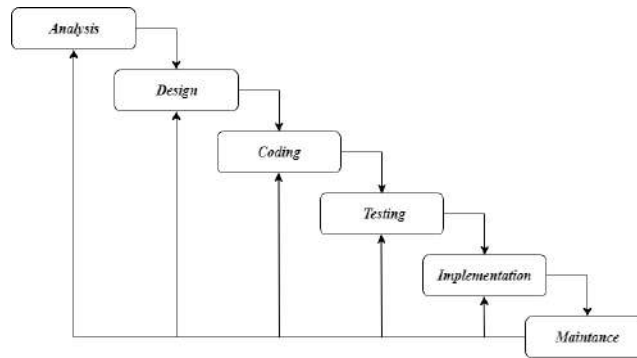 Analysis
Design
Coding
Testing
Implementation
Maintance